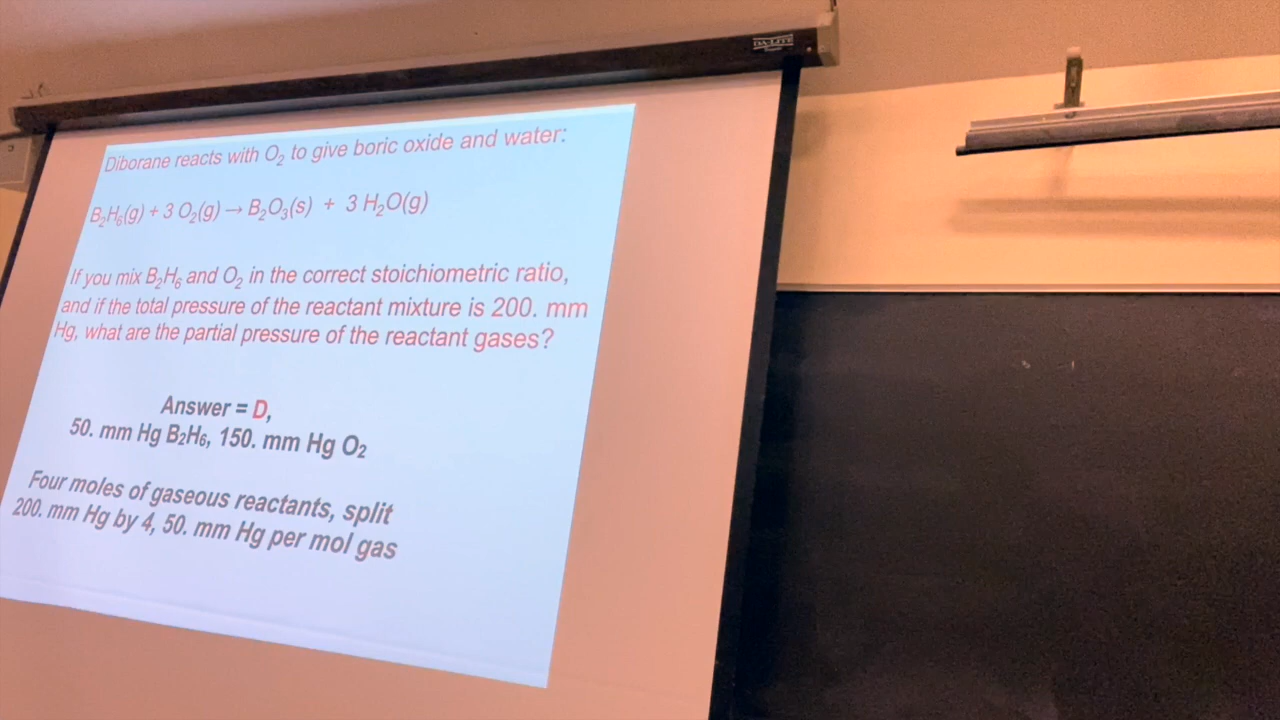 DA-LITE
Diborane reacts with O₂ to give boric oxide and water:
B₂H₆(g) + 3 O₂(g) → B₂O₃(s) + 3 H₂O(g)
If you mix B₂H₆ and O₂ in the correct stoichiometric ratio,
and if the total pressure of the reactant mixture is 200. mm
Hg, what are the partial pressure of the reactant gases?
Answer = D,
50. mm Hg B₂H₆, 150. mm Hg O₂
Four moles of gaseous reactants, split
200. mm Hg by 4, 50. mm Hg per mol gas